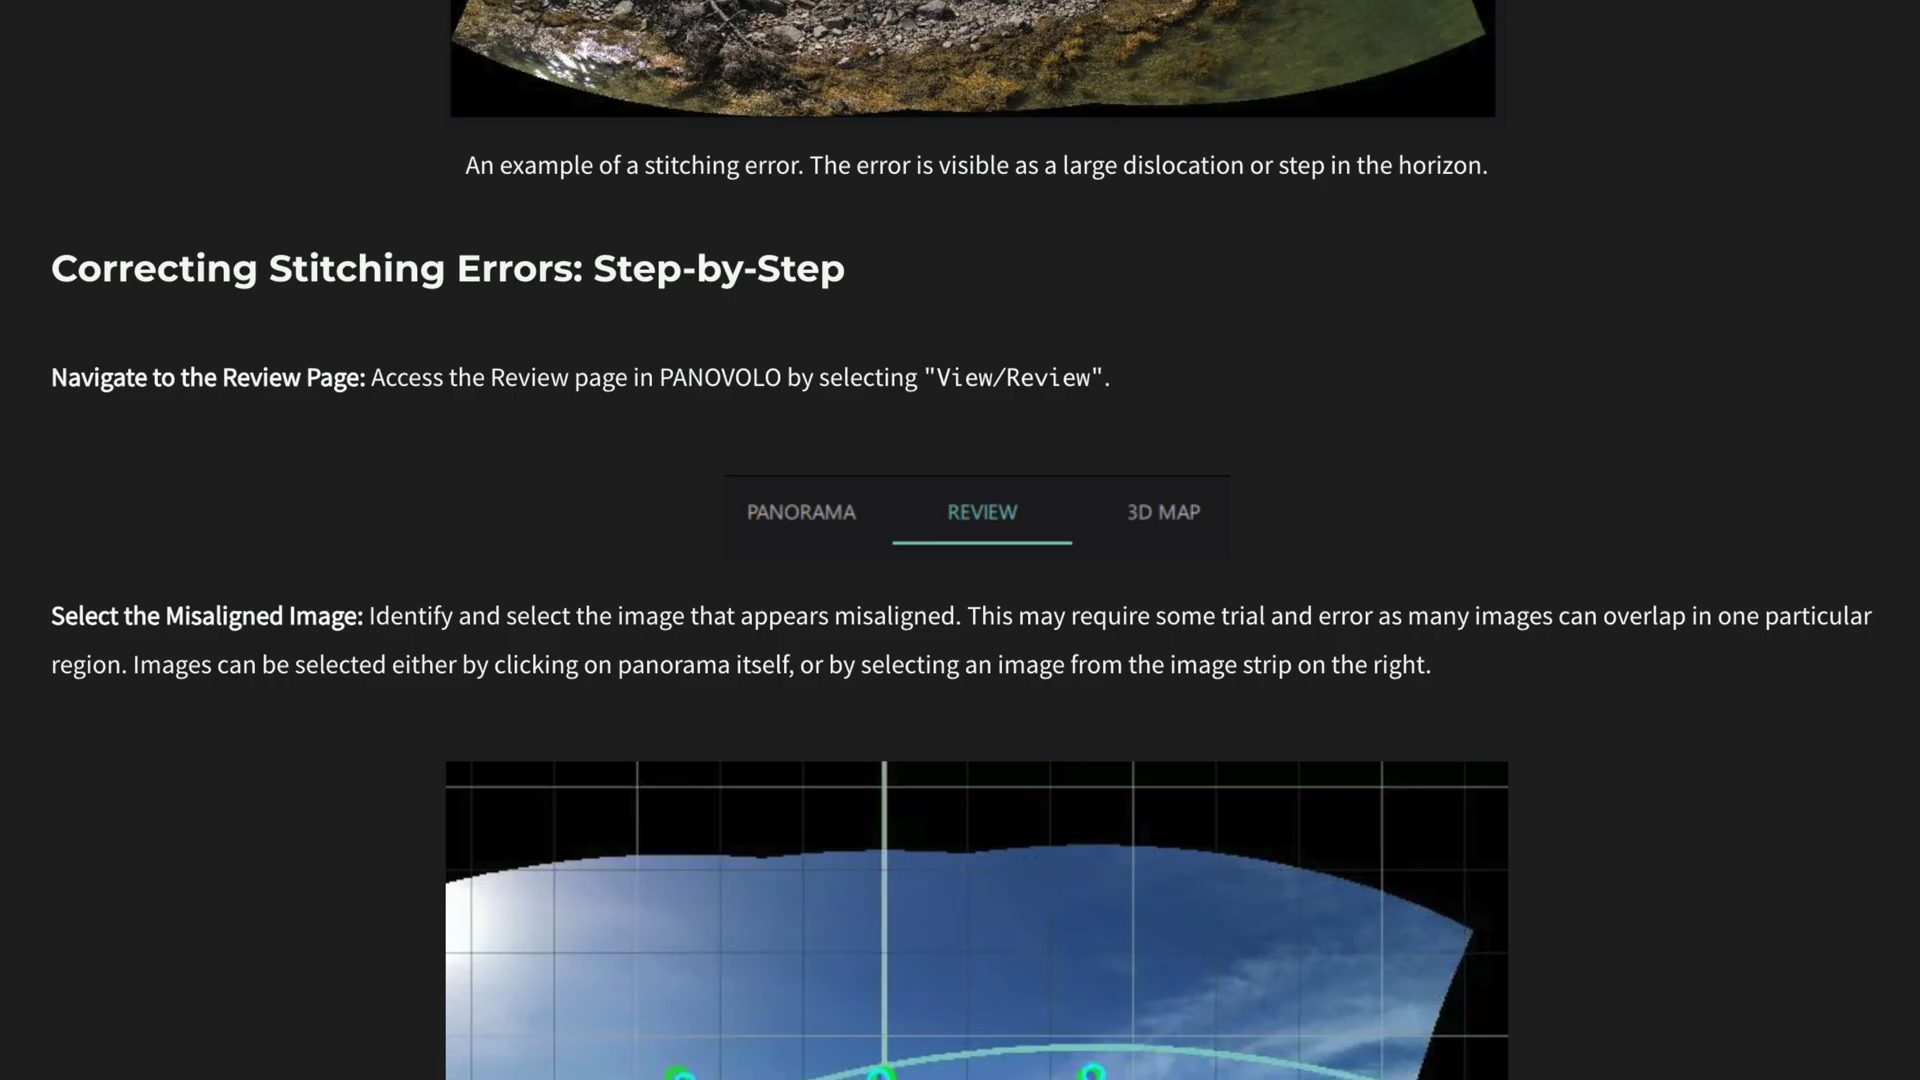 An example of a stitching error. The error is visible as a large dislocation or step in the horizon.
Correcting Stitching Errors: Step-by-Step
Navigate to the Review Page: Access the Review page in PANOVOLO by selecting "View/Review".
PANORAMA REVIEW 3D MAP
Select the Misaligned Image: Identify and select the image that appears misaligned. This may require some trial and error as many images can overlap in one particular
region. Images can be selected either by clicking on panorama itself, or by selecting an image from the image strip on the right.